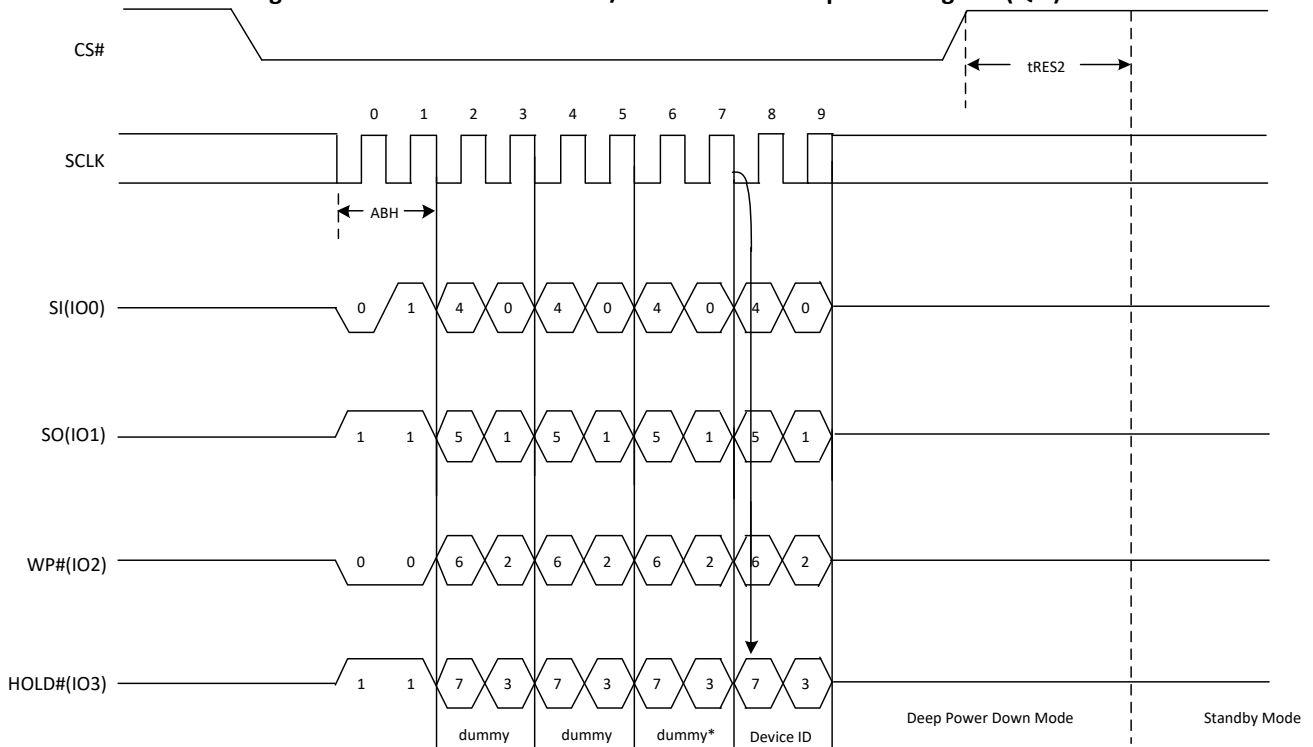 CS#
tRES2
0 1 2 3 4 5 6 7 8 9
SCLK
ABH
SI(IO0) 0 1 4 0 4 0 4 0 4 0
SO(IO1) 1 1 5 1 5 1 5 1 5 1
WP#(IO2) 0 0 6 2 6 2 6 2 6 2
HOLD#(IO3) 1 1 7 3 7 3 7 3 7 3
dummy dummy dummy* Device ID Deep Power Down Mode Standby Mode